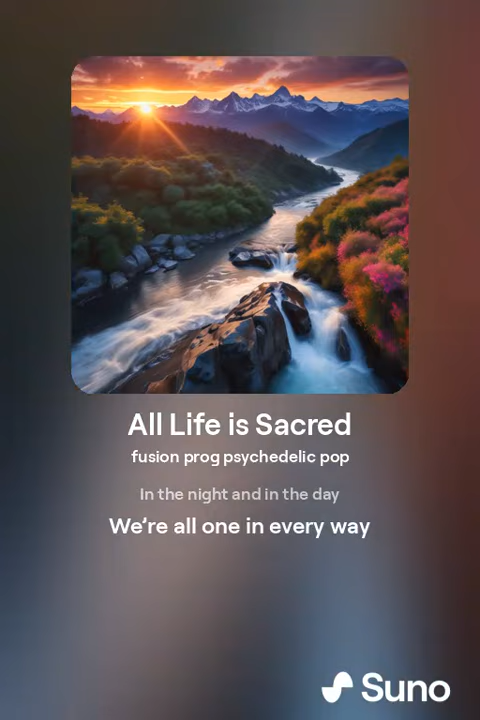 All Life is Sacred
fusion prog psychedelic pop
In the night and in the day
We're all one in every way
Suno